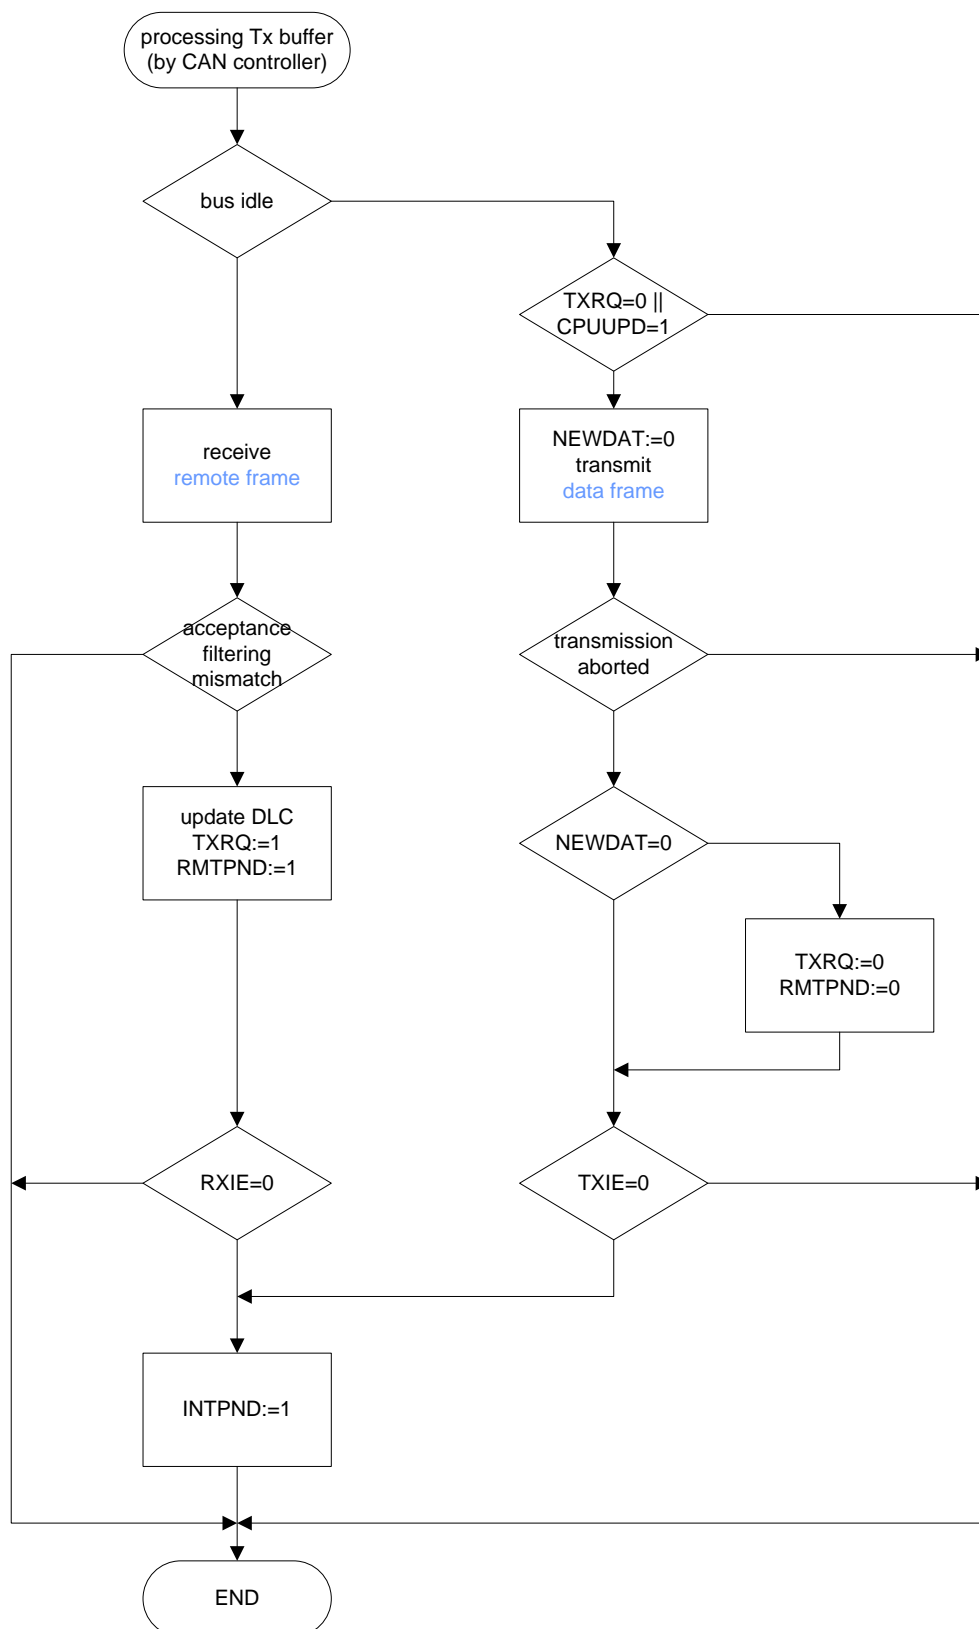 processing Tx buffer
(by CAN controller)
bus idle
TXRQ=0 ||
CPUUPD=1
receive
remote frame
NEWDAT:=0
transmit
data frame
acceptance
filtering
mismatch
transmission
aborted
update DLC
TXRQ:=1
RMTPND:=1
NEWDAT=0
TXRQ:=0
RMTPND:=0
RXIE=0
TXIE=0
INTPND:=1
END